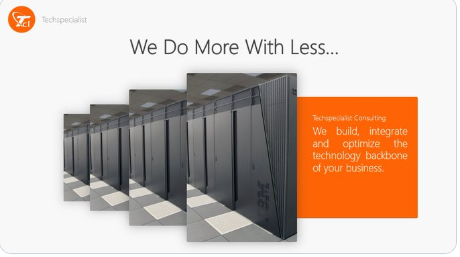 Tci
Techspecialist
We Do More With Less...
Techspecialist Consulting
We build, integrate
and optimize the
technology backbone
of your business.
IBM